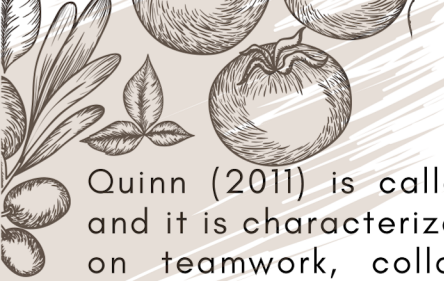 Quinn (2011) is
and it is
on teamwork,